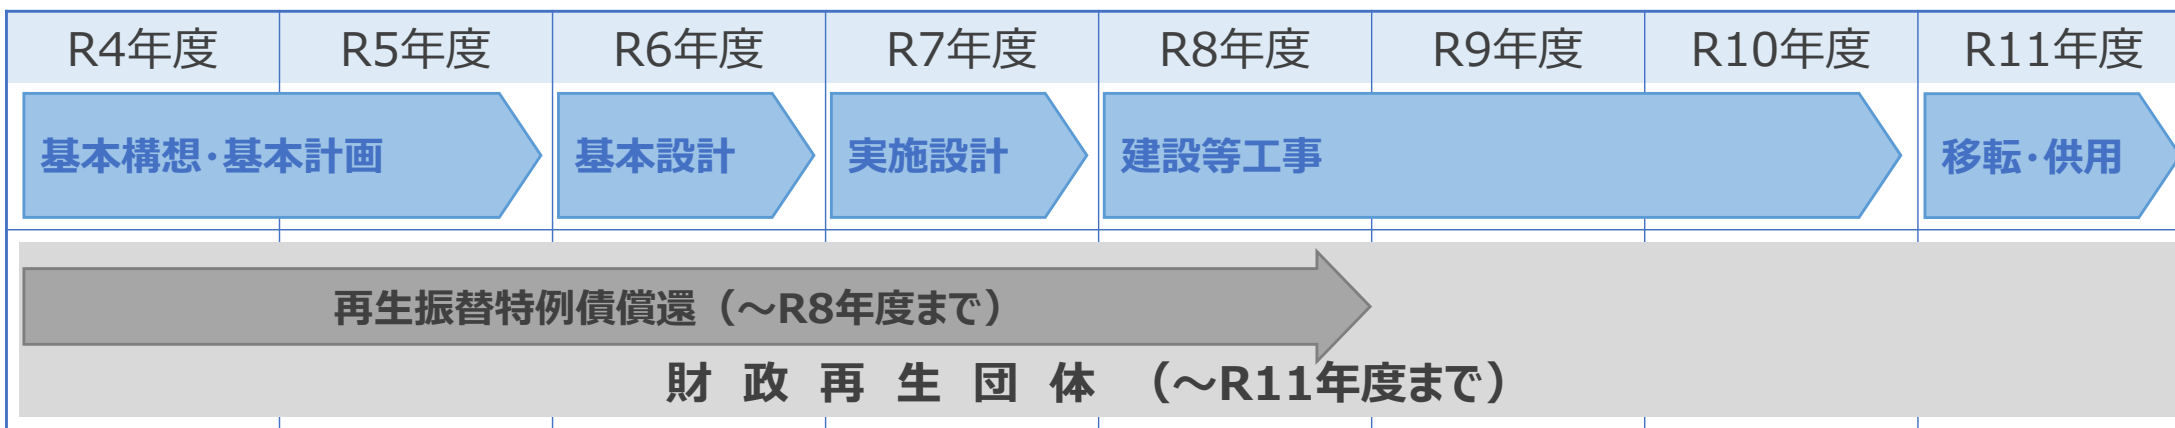 R4年度 R5年度 R6年度 R7年度 R8年度 R9年度 R10年度 R11年度
基本構想・基本計画 基本設計 実施設計 建設等工事 移転・供用
再生振替特例債償還（～R8年度まで）
財政再生団体（～R11年度まで）